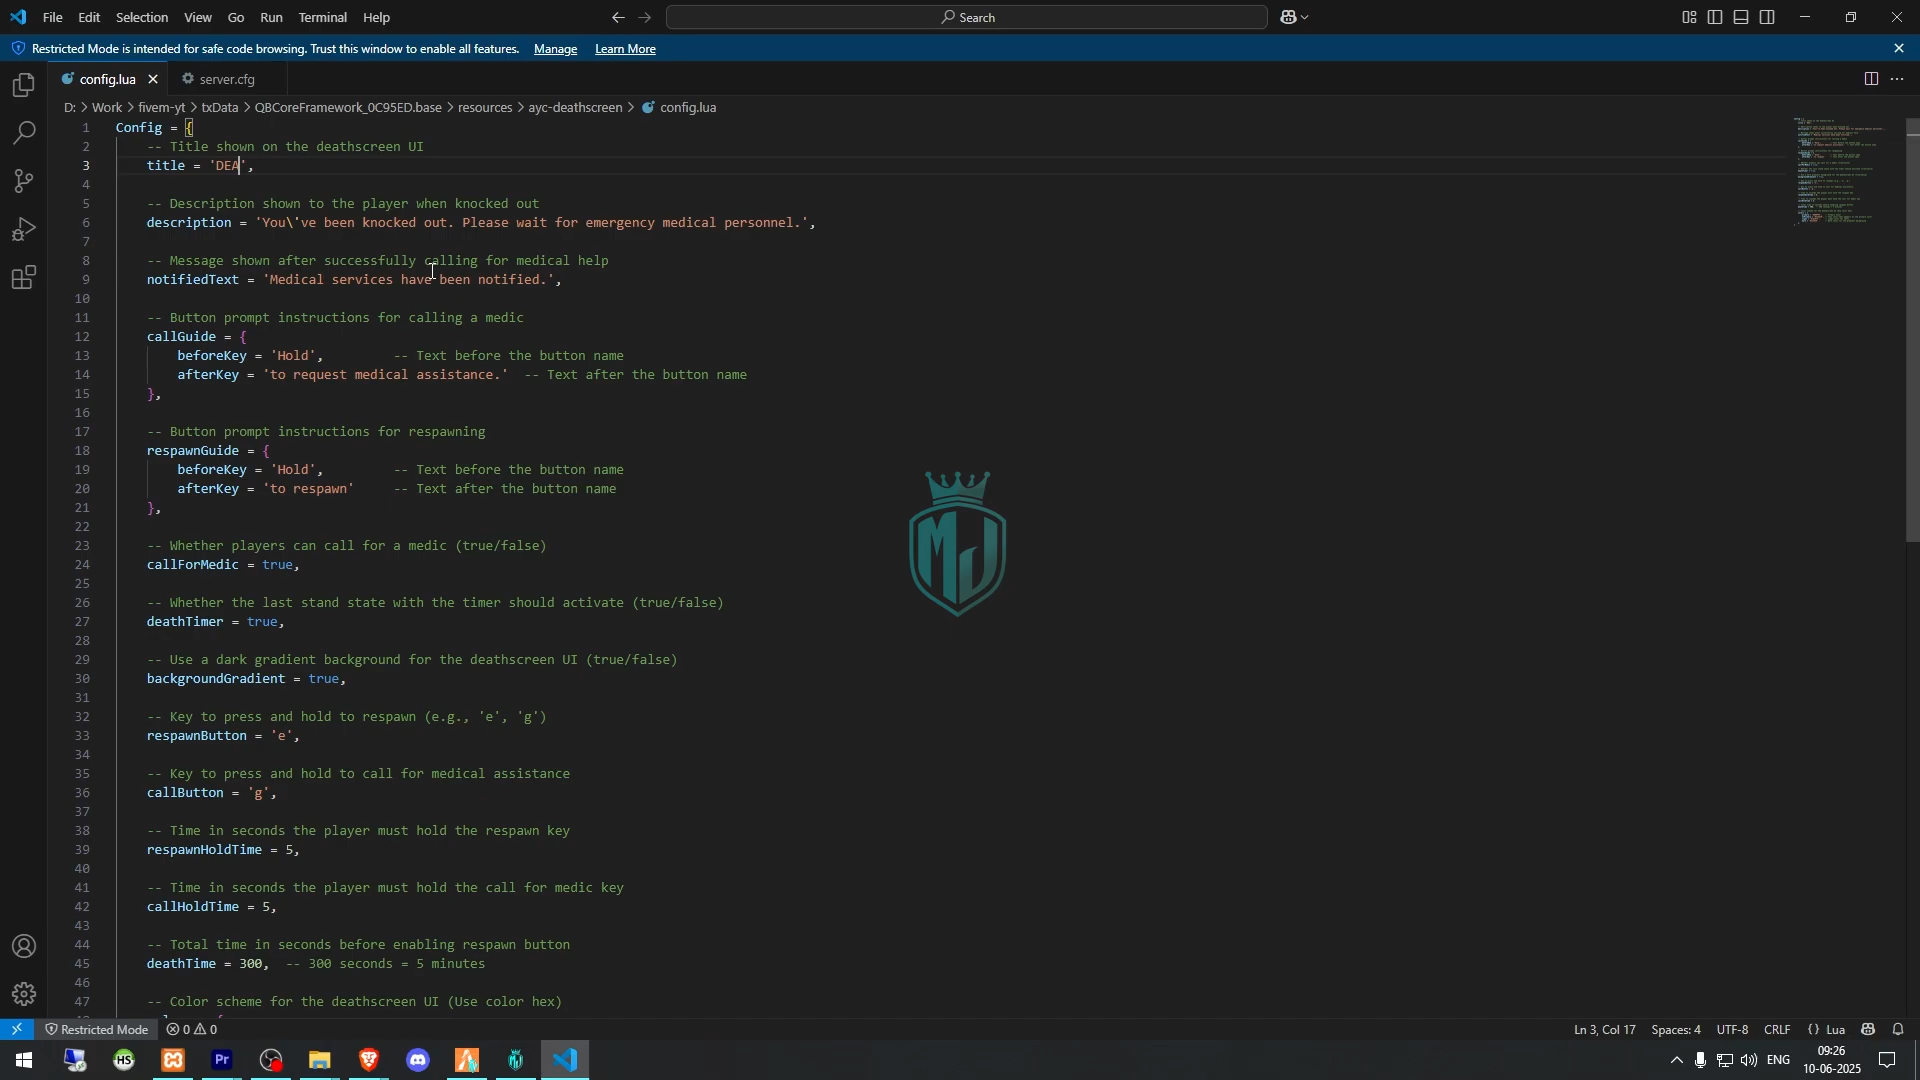 File Edit Selection View Go Run Terminal Help Search
Restricted Mode is intended for safe code browsing. Trust this window to enable all features. Manage Learn More
config.lua server.cfg
D: > Work > fivem-yt > txData > QBCoreFramework_0C95ED.base > resources > ayc-deathscreen > config.lua
1 Config = {
2 -- Title shown on the deathscreen UI
3 title = 'DEA',
4
5 -- Description shown to the player when knocked out
6 description = 'You\'ve been knocked out. Please wait for emergency medical personnel.',
7
8 -- Message shown after successfully calling for medical help
9 notifiedText = 'Medical services have been notified.',
10
11 -- Button prompt instructions for calling a medic
12 callGuide = {
13 beforeKey = 'Hold', -- Text before the button name
14 afterKey = 'to request medical assistance.' -- Text after the button name
15 },
16
17 -- Button prompt instructions for respawning
18 respawnGuide = {
19 beforeKey = 'Hold', -- Text before the button name
20 afterKey = 'to respawn' -- Text after the button name
21 },
22
23 -- Whether players can call for a medic (true/false)
24 callForMedic = true,
25
26 -- Whether the last stand state with the timer should activate (true/false)
27 deathTimer = true,
28
29 -- Use a dark gradient background for the deathscreen UI (true/false)
30 backgroundGradient = true,
31
32 -- Key to press and hold to respawn (e.g., 'e', 'g')
33 respawnButton = 'e',
34
35 -- Key to press and hold to call for medical assistance
36 callButton = 'g',
37
38 -- Time in seconds the player must hold the respawn key
39 respawnHoldTime = 5,
40
41 -- Time in seconds the player must hold the call for medic key
42 callHoldTime = 5,
43
44 -- Total time in seconds before enabling respawn button
45 deathTime = 300, -- 300 seconds = 5 minutes
46
47 -- Color scheme for the deathscreen UI (Use color hex)
MJ
Restricted Mode 0 0 Ln 3, Col 17 Spaces: 4 UTF-8 CRLF {} Lua
HS Pr ENG 09:26
10-06-2025